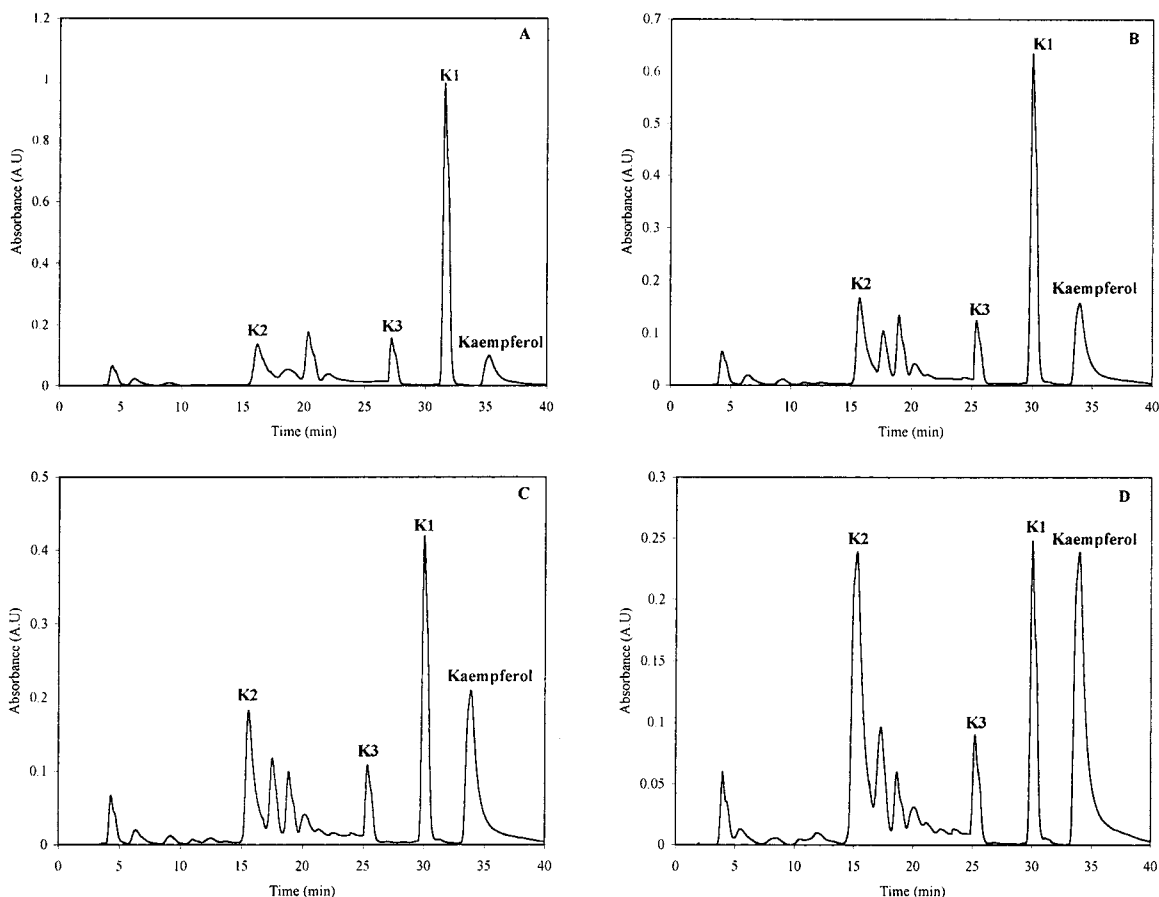 A
1.2
1
0.8
0.6
0.4
0.2
0
Absorbance (A.U)
K1
K2
K3
Kaempferol
0 5 10 15 20 25 30 35 40
Time (min)
B
0.7
0.6
0.5
0.4
0.3
0.2
0.1
0
Absorbance (A.U)
K1
K2
K3
Kaempferol
0 5 10 15 20 25 30 35 40
Time (min)
C
0.5
0.4
0.3
0.2
0.1
0
Absorbance (A.U)
K1
K2
K3
Kaempferol
0 5 10 15 20 25 30 35 40
Time (min)
D
0.3
0.25
0.2
0.15
0.1
0.05
0
Absorbance (A.U)
K2
K1
Kaempferol
K3
0 5 10 15 20 25 30 35 40
Time (min)